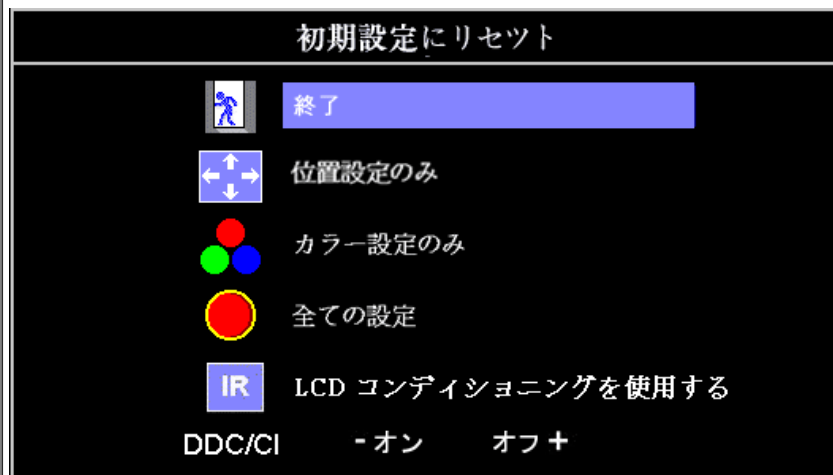 初期設定にリセツト
終了
位置設定のみ
カラー設定のみ
全ての設定
IR LCD コンディショニングを使用する
DDC/CI -オン オフ+